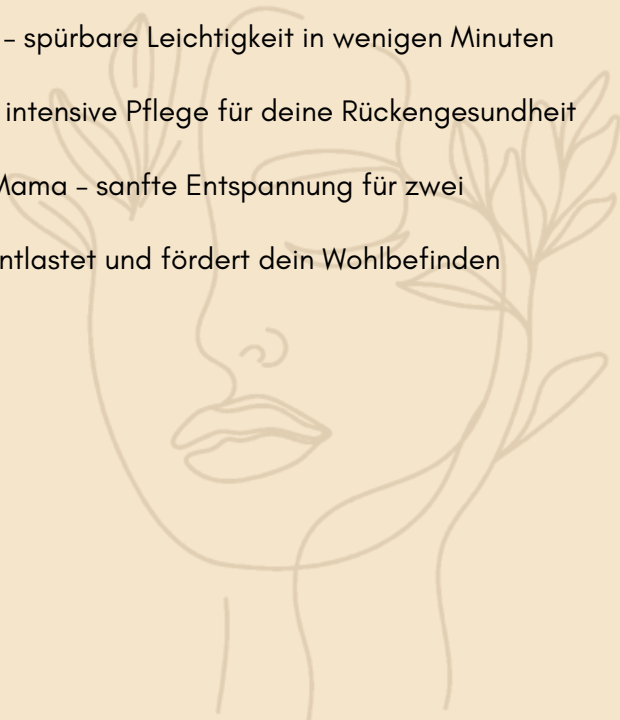 – spürbare Leichtigkeit in wenigen Minuten
intensive Pflege für deine Rückengesundheit
Mama – sanfte Entspannung für zwei
ntlastet und fördert dein Wohlbefinden